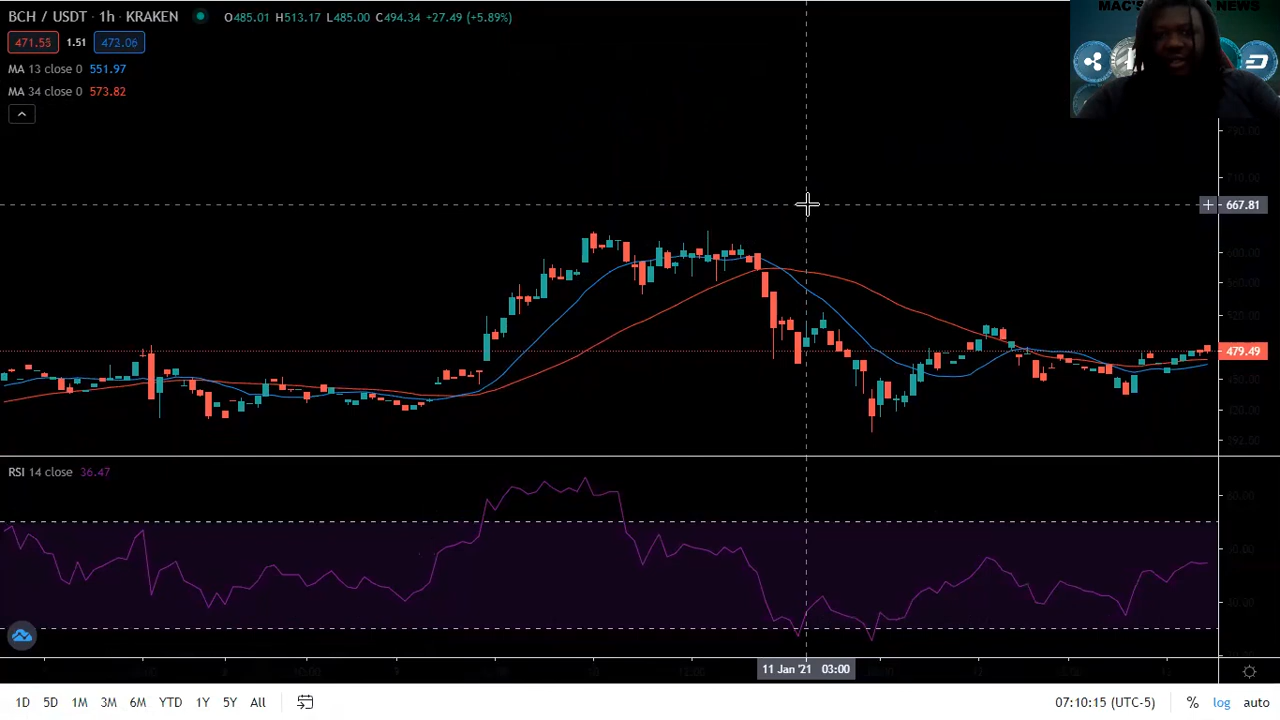 BCH / USDT · 1h · KRAKEN O485.01 H513.17 L485.00 C494.34 +27.49 (+5.89%)
471.55 1.51 473.06
MA 13 close 0 551.97
MA 34 close 0 573.82
NEWS
667.81
479.49
RSI 14 close 36.47
11 Jan '21 03:00
1D 5D 1M 3M 6M YTD 1Y 5Y All 07:10:15 (UTC-5) % log auto